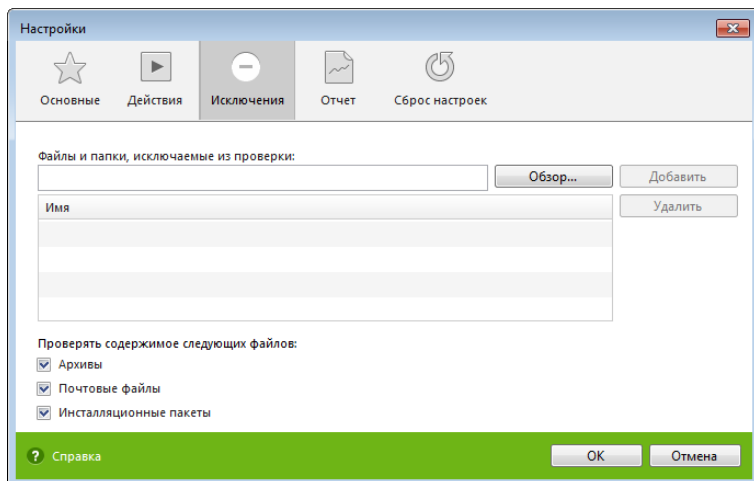 Настройки
Основные Действия Исключения Отчет Сброс настроек
Файлы и папки, исключаемые из проверки:
Обзор... Добавить
Имя Удалить
Проверять содержимое следующих файлов:
Архивы
Почтовые файлы
Инсталляционные пакеты
? Справка OK Отмена